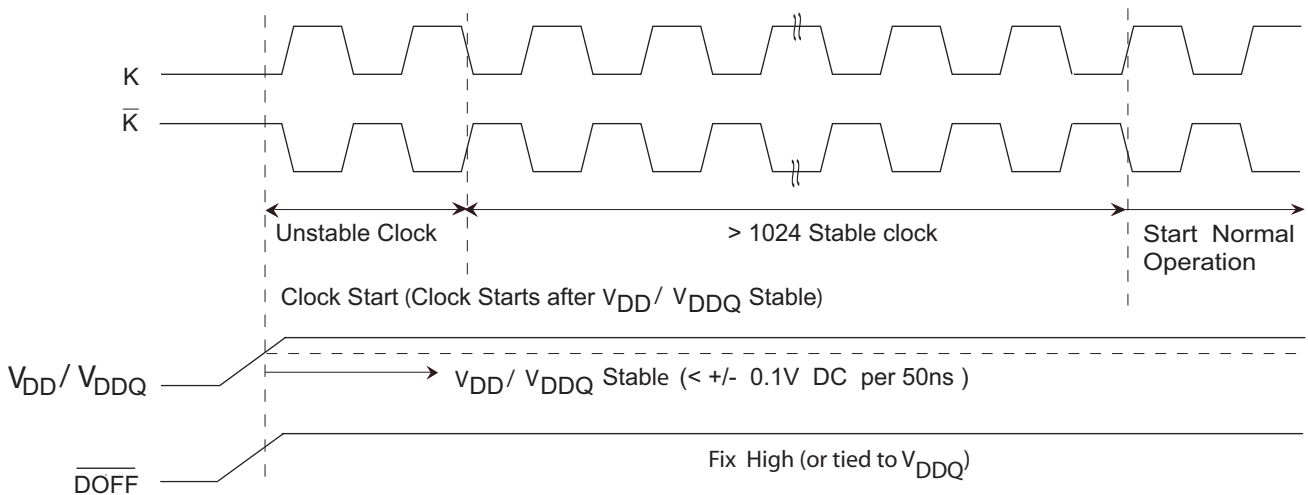 K
K̅
Unstable Clock
> 1024 Stable clock
Start Normal
Operation
Clock Start (Clock Starts after VDD / VDDQ Stable)
VDD / VDDQ
VDD / VDDQ Stable (< +/- 0.1V DC per 50ns )
Fix High (or tied to VDDQ)
D̅O̅F̅F̅